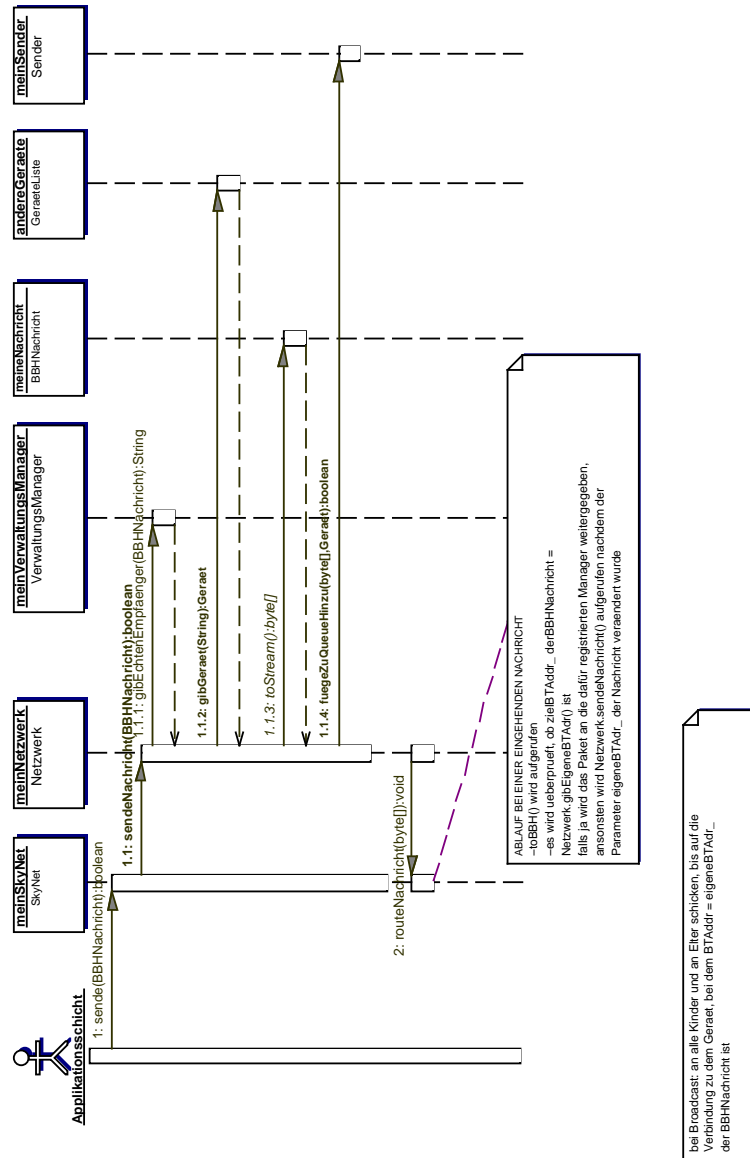 Applikationsschicht
meinSkyNet
SkyNet
meinNetzwerk
Netzwerk
meinVerwaltungsManager
VerwaltungsManager
meineNachricht
BBHNachricht
andereGeraete
GeraeteListe
meinSender
Sender
1: sende(BBHNachricht):boolean
1.1: sendeNachricht(BBHNachricht):boolean
1.1.1: gibEchtenEmpfaenger(BBHNachricht):String
1.1.2: gibGeraet(String):Geraet
1.1.3: toStream():byte[]
1.1.4: fuegeZuQueueHinzu(byte[],Geraet):boolean
2: routeNachricht(byte[]):void
ABLAUF BEI EINER EINGEHENDEN NACHRICHT
–toBBH() wird aufgerufen
–es wird ueberprueft, ob zielBTAddr_ derBBHNachricht =
Netzwerk.gibEigeneBTAdr() ist
falls ja wird das Paket an die dafür registrierten Manager weitergegeben,
ansonsten wird Netzwerk.sendeNachricht() aufgerufen nachdem der
Parameter eigeneBTAdr_ der Nachricht veraendert wurde
bei Broadcast: an alle Kinder und an Elter schicken, bis auf die
Verbindung zu dem Geraet, bei dem BTAddr = eigeneBTAdr_
der BBHNachricht ist